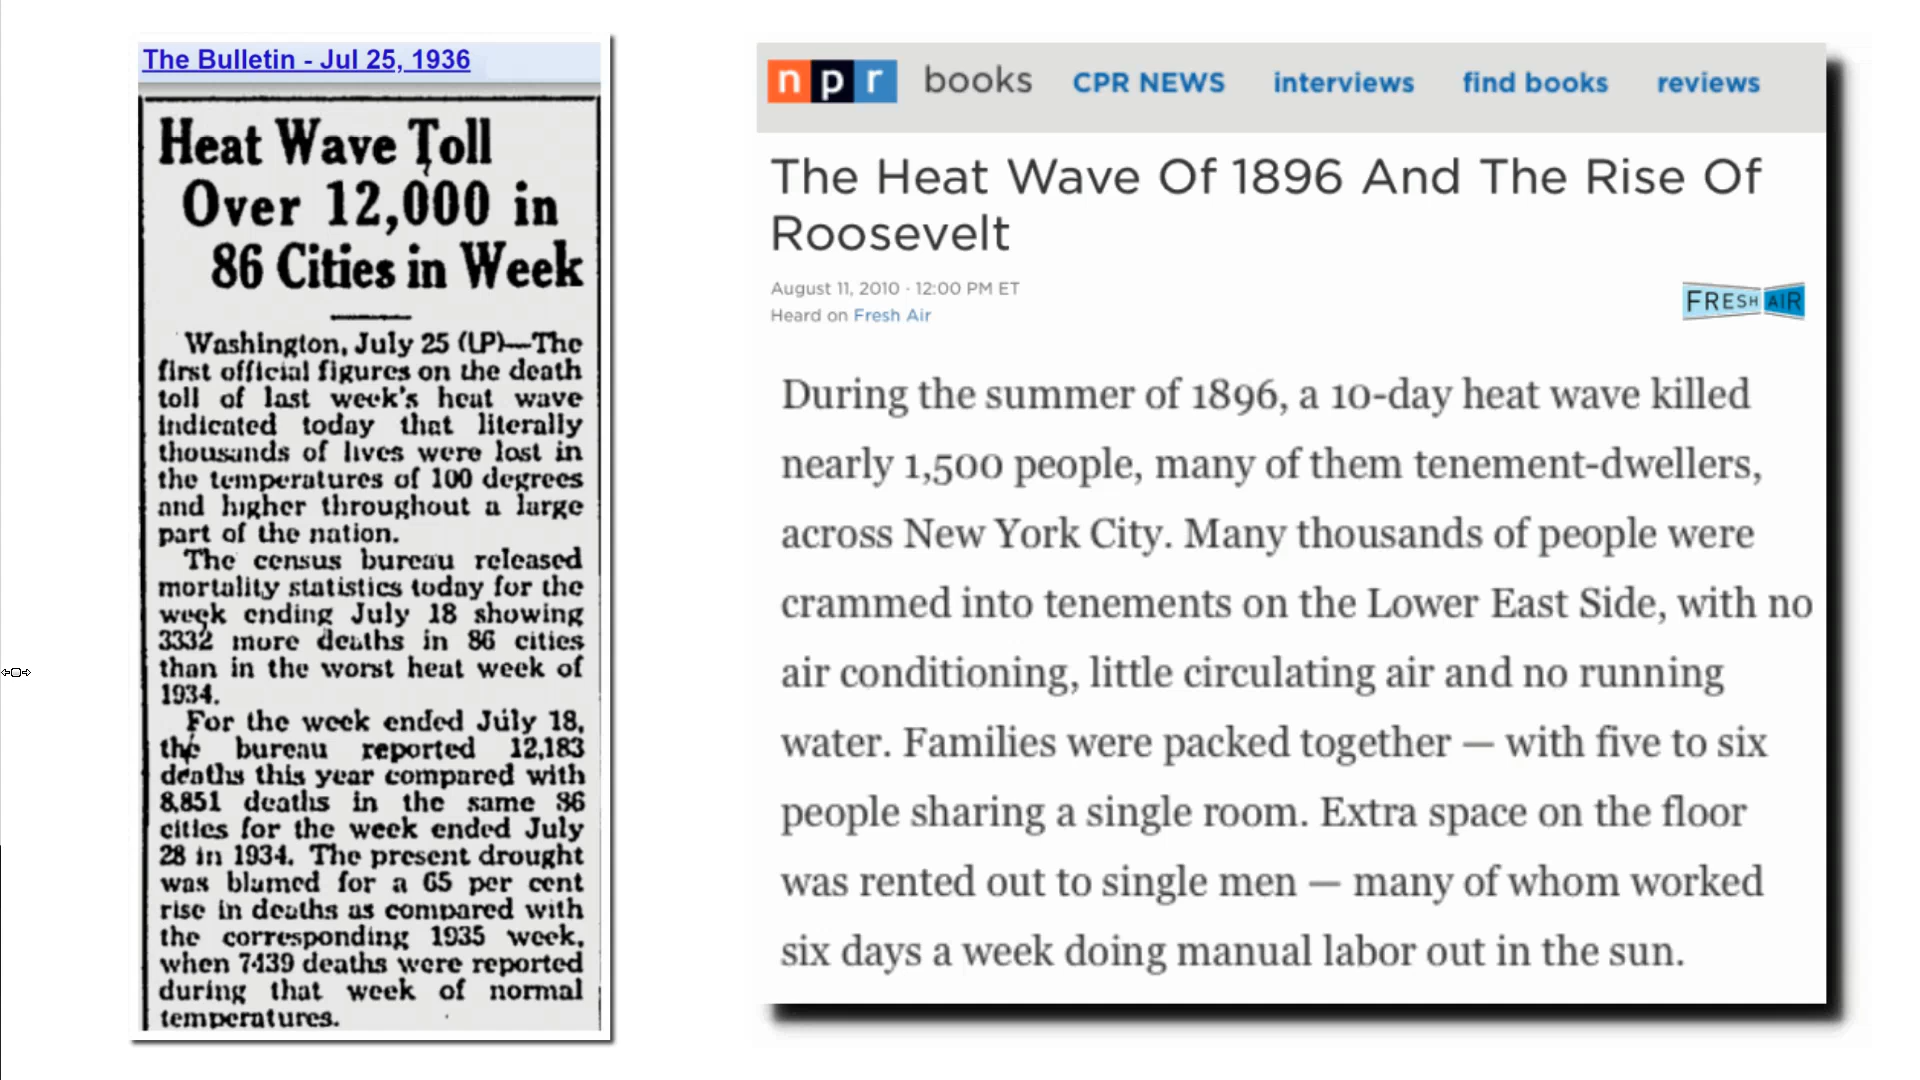 The Bulletin - Jul 25, 1936
Heat Wave Toll
Over 12,000 in
86 Cities in Week
Washington, July 25 (UP)—The
first official figures on the death
toll of last week's heat wave
indicated today that literally
thousands of lives were lost in
the temperatures of 100 degrees
and higher throughout a large
part of the nation.
The census bureau released
mortality statistics today for the
week ending July 18 showing
3332 more deaths in 86 cities
than in the worst heat week of
1934.
For the week ended July 18,
the bureau reported 12,183
deaths this year compared with
8,851 deaths in the same 86
cities for the week ended July
28 in 1934. The present drought
was blamed for a 65 per cent
rise in deaths as compared with
the corresponding 1935 week,
when 7439 deaths were reported
during that week of normal
temperatures.
npr books CPR NEWS interviews find books reviews
The Heat Wave Of 1896 And The Rise Of
Roosevelt
August 11, 2010 · 12:00 PM ET
Heard on Fresh Air
FRESH AIR
During the summer of 1896, a 10-day heat wave killed
nearly 1,500 people, many of them tenement-dwellers,
across New York City. Many thousands of people were
crammed into tenements on the Lower East Side, with no
air conditioning, little circulating air and no running
water. Families were packed together — with five to six
people sharing a single room. Extra space on the floor
was rented out to single men — many of whom worked
six days a week doing manual labor out in the sun.